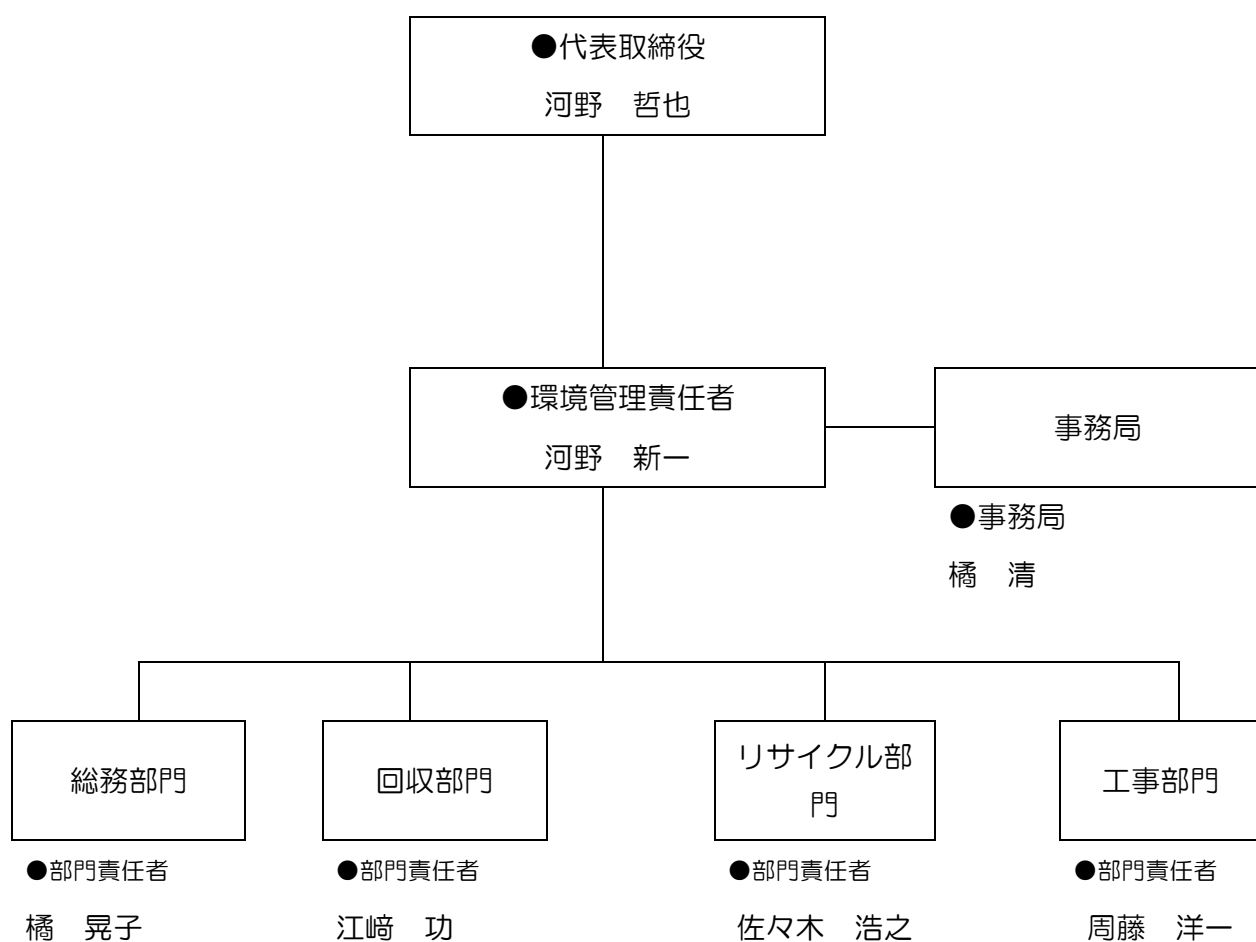 ●代表取締役
河野　哲也
●環境管理責任者
河野　新一
事務局
●事務局
橘　清
総務部門
回収部門
リサイクル部
門
工事部門
●部門責任者
●部門責任者
●部門責任者
●部門責任者
橘　晃子
江﨑　功
佐々木　浩之
周藤　洋一